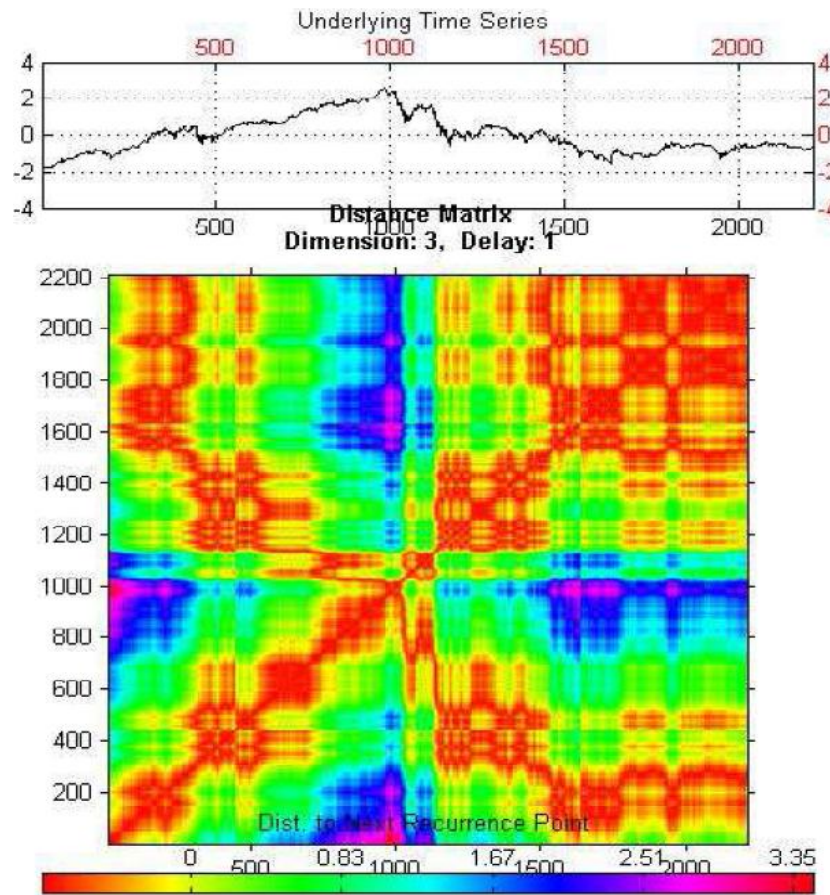 Underlying Time Series
500 1000 1500 2000
4 4
2 2
0 0
-2 -2
-4 -4
500 1000 1500 2000
Distance Matrix
Dimension: 3, Delay: 1
2200
2000
1800
1600
1400
1200
1000
800
600
400
200
Dist. to Next Recurrence Point
0 0.83 1.67 2.51 3.35
500 1000 1500 2000